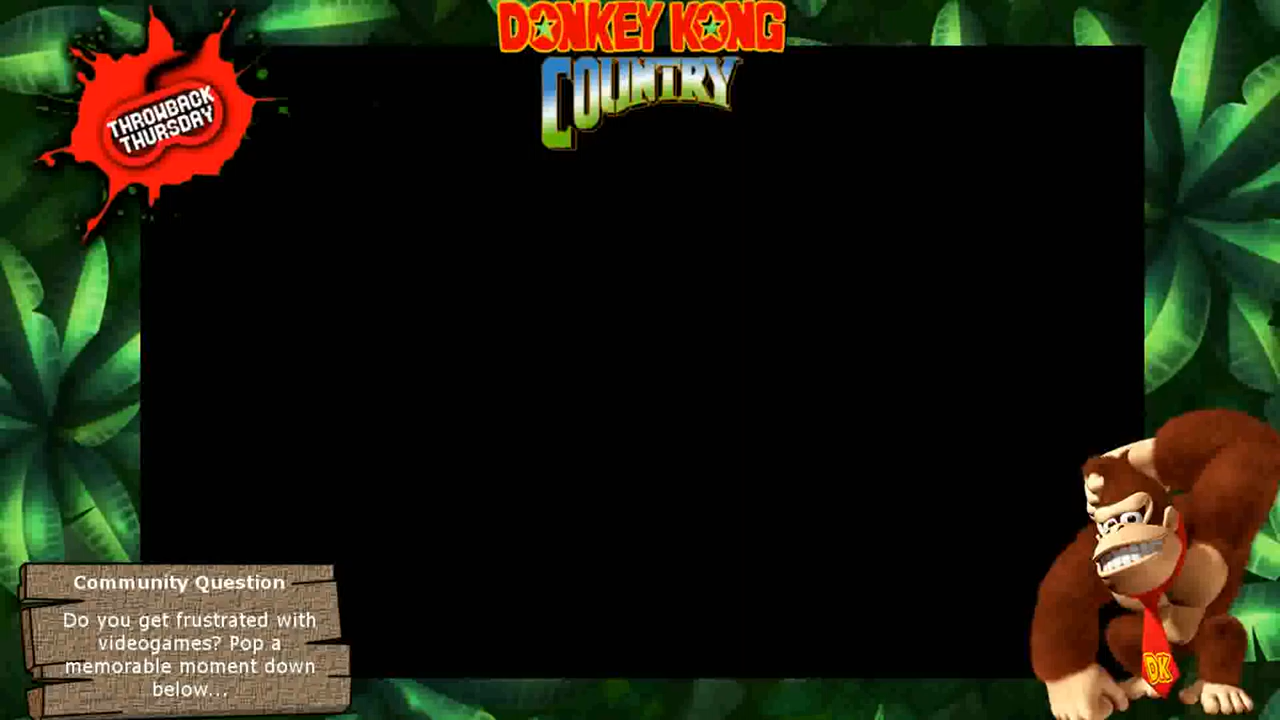 DONKEY KONG
COUNTRY
THROWBACK
THURSDAY
Community Question
Do you get frustrated with
videogames? Pop a
memorable moment down
below...
DK